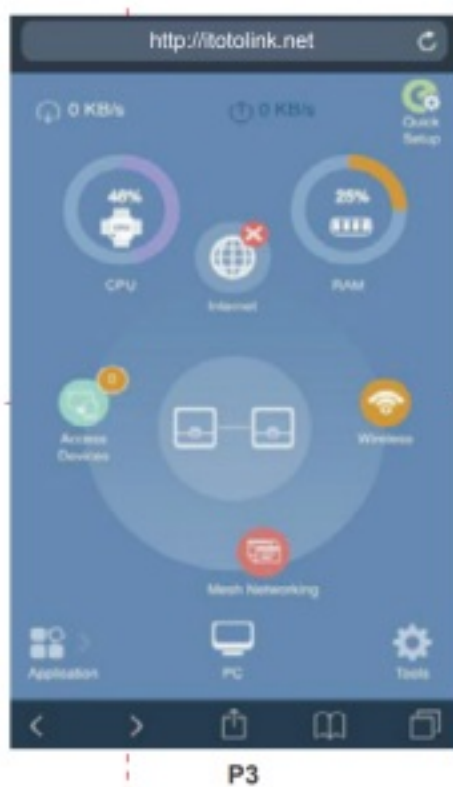 http://itotolink.net
0 KB/s
0 KB/s
Quick
Setup
46%
25%
CPU
RAM
Internet
0
Access
Devices
Wireless
Mesh Networking
Application
PC
Tools
P3